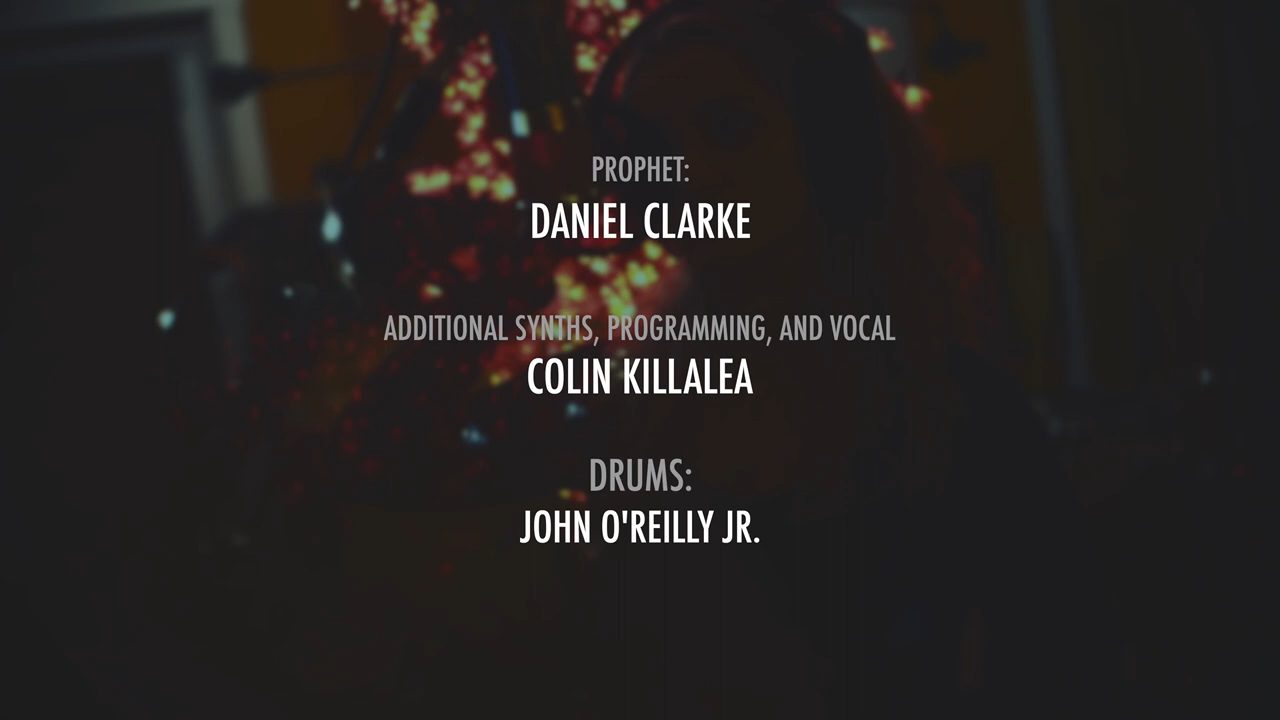 PROPHET:
DANIEL CLARKE
ADDITIONAL SYNTHS, PROGRAMMING, AND VOCAL
COLIN KILLALEA
DRUMS:
JOHN O'REILLY JR.